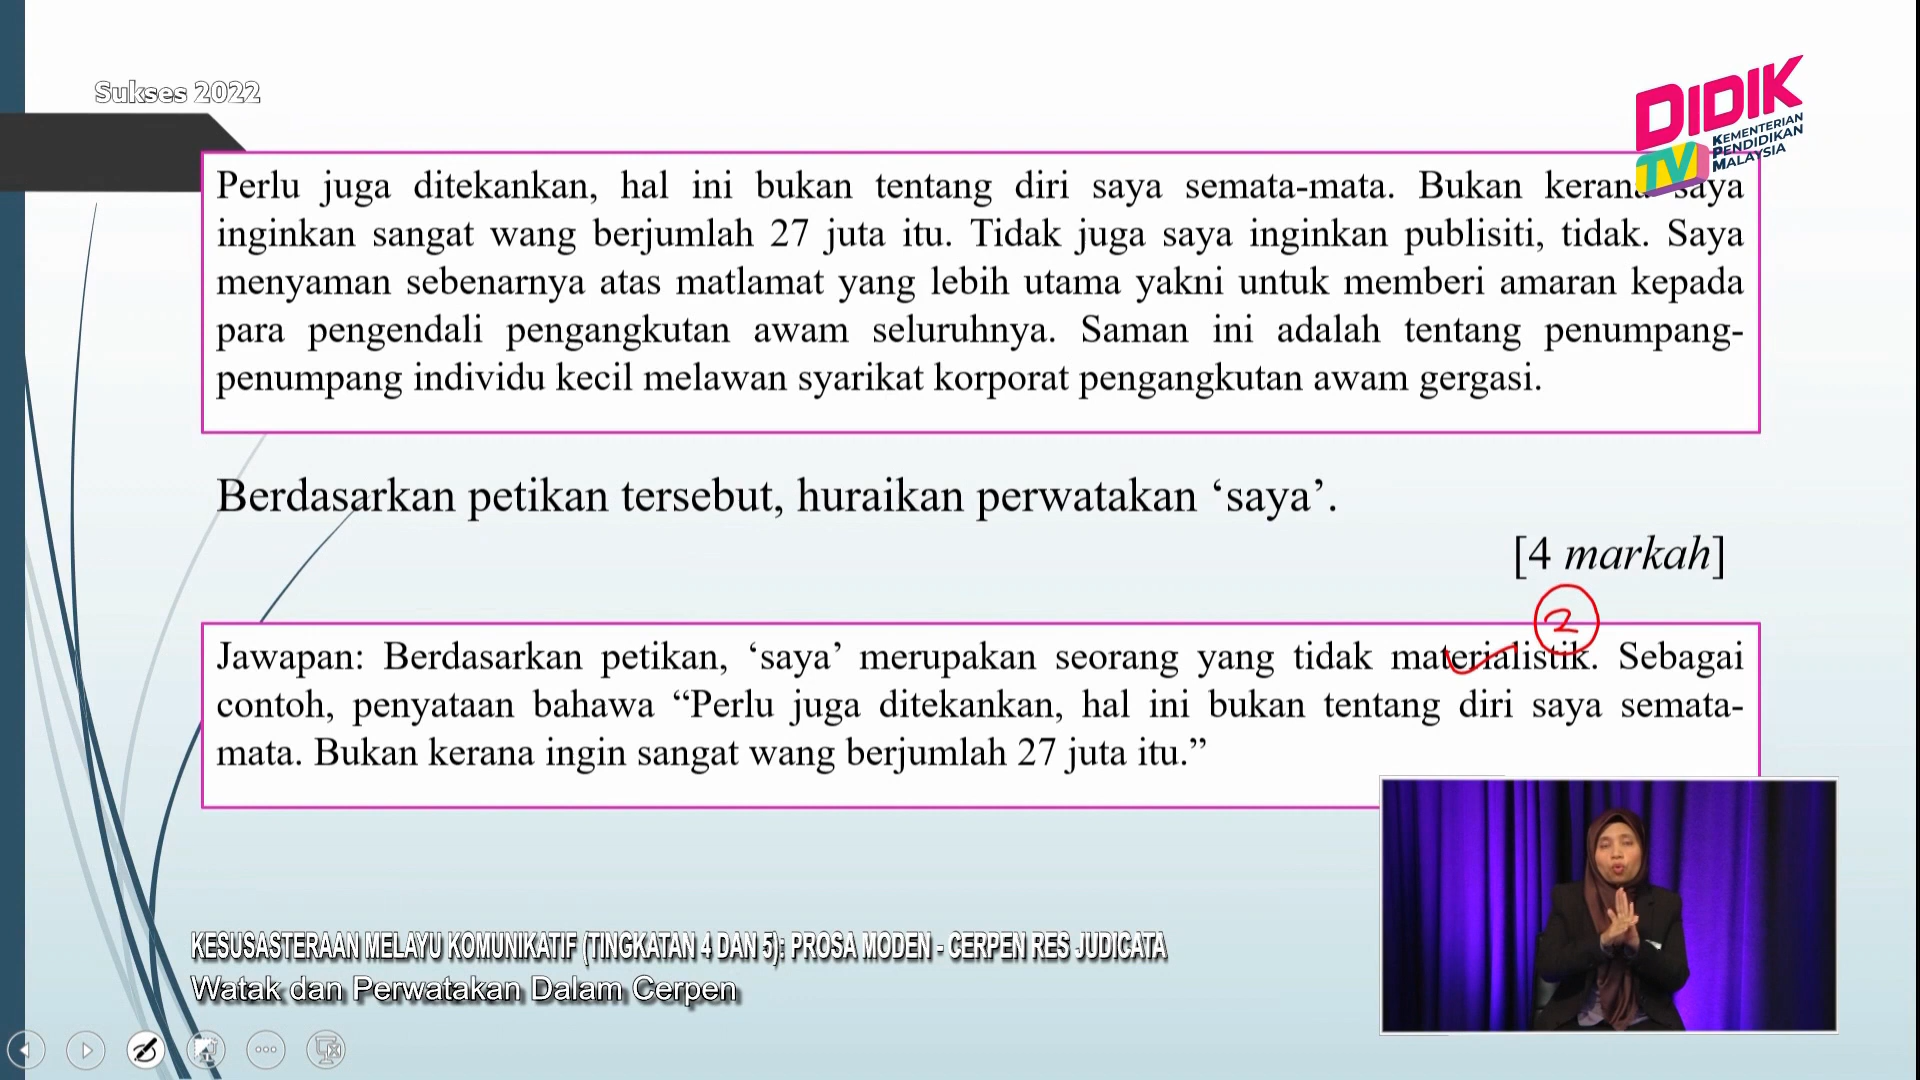 Sukses 2022
DIDIK
TV
KEMENTERIAN
PENDIDIKAN
MALAYSIA
Perlu juga ditekankan, hal ini bukan tentang diri saya semata-mata. Bukan kerana saya
inginkan sangat wang berjumlah 27 juta itu. Tidak juga saya inginkan publisiti, tidak. Saya
menyaman sebenarnya atas matlamat yang lebih utama yakni untuk memberi amaran kepada
para pengendali pengangkutan awam seluruhnya. Saman ini adalah tentang penumpang-
penumpang individu kecil melawan syarikat korporat pengangkutan awam gergasi.
Berdasarkan petikan tersebut, huraikan perwatakan ‘saya’.
[4 markah]
2
Jawapan: Berdasarkan petikan, ‘saya’ merupakan seorang yang tidak materialistik. Sebagai
contoh, penyataan bahawa “Perlu juga ditekankan, hal ini bukan tentang diri saya semata-
mata. Bukan kerana ingin sangat wang berjumlah 27 juta itu.”
KESUSASTERAAN MELAYU KOMUNIKATIF (TINGKATAN 4 DAN 5): PROSA MODEN - CERPEN RES JUDICATA
Watak dan Perwatakan Dalam Cerpen